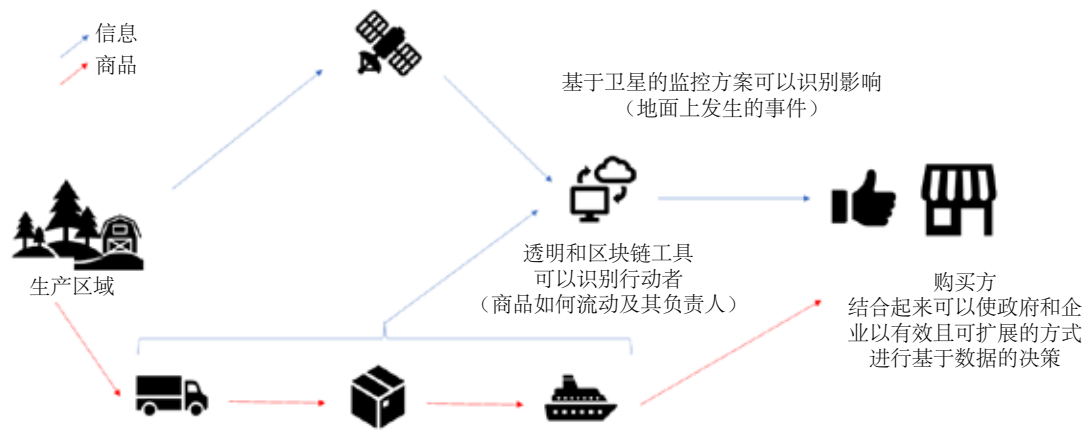 信息
商品
基于卫星的监控方案可以识别影响
（地面上发生的事件）
透明和区块链工具
可以识别行动者
（商品如何流动及其负责人）
生产区域
购买方
结合起来可以使政府和企
业以有效且可扩展的方式
进行基于数据的决策